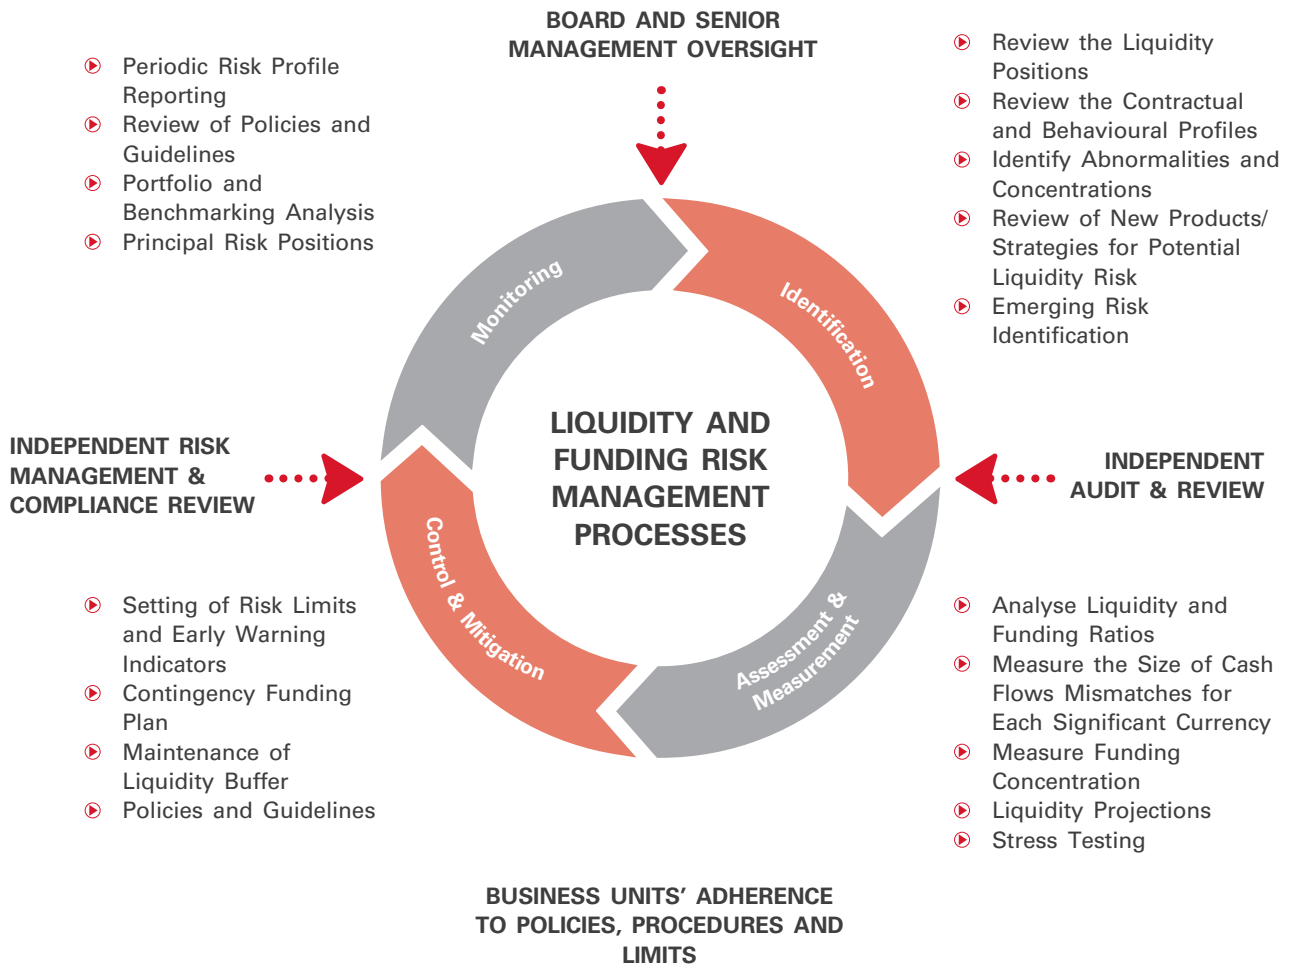 BOARD AND SENIOR
MANAGEMENT OVERSIGHT
Periodic Risk Profile
Reporting
Review of Policies and
Guidelines
Portfolio and
Benchmarking Analysis
Principal Risk Positions
Review the Liquidity
Positions
Review the Contractual
and Behavioural Profiles
Identify Abnormalities and
Concentrations
Review of New Products/
Strategies for Potential
Liquidity Risk
Emerging Risk
Identification
Monitoring
Identification
LIQUIDITY AND
FUNDING RISK
MANAGEMENT
PROCESSES
INDEPENDENT RISK
MANAGEMENT &
COMPLIANCE REVIEW
INDEPENDENT
AUDIT & REVIEW
Control & Mitigation
Assessment &
Measurement
Setting of Risk Limits
and Early Warning
Indicators
Contingency Funding
Plan
Maintenance of
Liquidity Buffer
Policies and Guidelines
Analyse Liquidity and
Funding Ratios
Measure the Size of Cash
Flows Mismatches for
Each Significant Currency
Measure Funding
Concentration
Liquidity Projections
Stress Testing
BUSINESS UNITS’ ADHERENCE
TO POLICIES, PROCEDURES AND
LIMITS